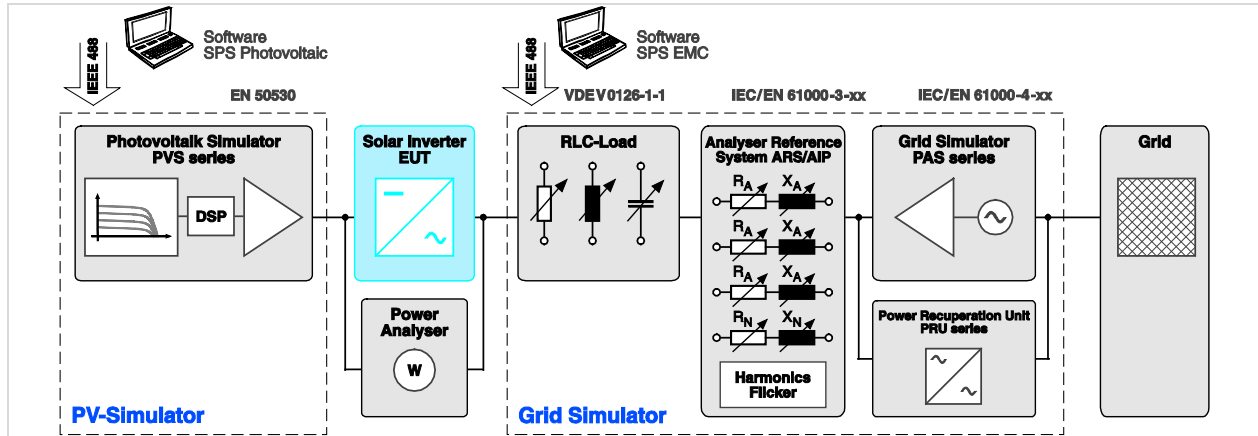 IEEE 488
Software
SPS Photovoltaic
IEEE 488
Software
SPS EMC
EN 50530
VDE V 0126-1-1
IEC/EN 61000-3-xx
IEC/EN 61000-4-xx
Photovoltaik Simulator
PVS series
DSP
Solar Inverter
EUT
Power
Analyser
W
RLC-Load
Analyser Reference
System ARS/AIP
RA XA
RA XA
RA XA
RN XN
Harmonics
Flicker
Grid Simulator
PAS series
Power Recuperation Unit
PRU series
Grid
PV-Simulator
Grid Simulator